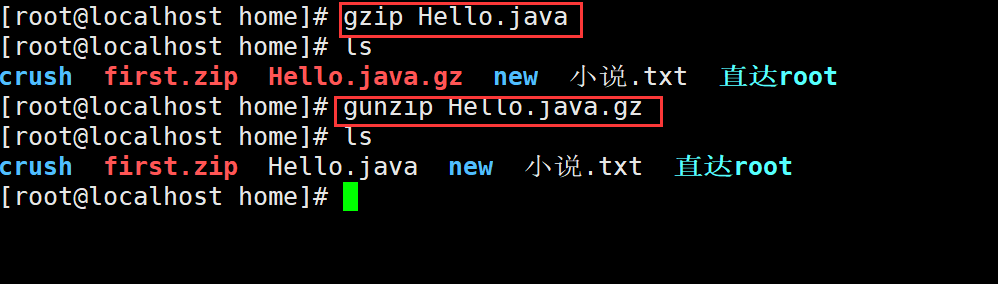 [root@localhost home]# gzip Hello.java
[root@localhost home]# ls
crush first.zip Hello.java.gz new 小说.txt 直达root
[root@localhost home]# gunzip Hello.java.gz
[root@localhost home]# ls
crush first.zip Hello.java new 小说.txt 直达root
[root@localhost home]#